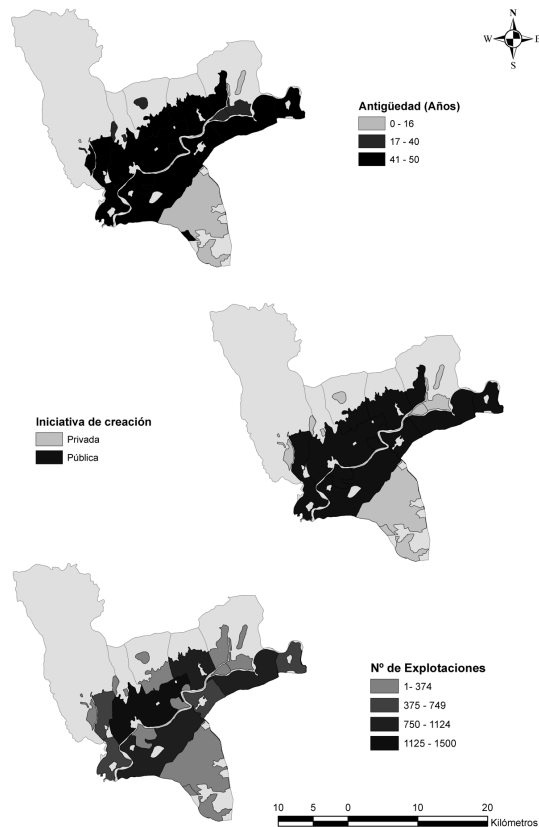 N
W E
S
Antigüedad (Años)
0 - 16
17 - 40
41 - 50
Iniciativa de creación
Privada
Pública
Nº de Explotaciones
1- 374
375 - 749
750 - 1124
1125 - 1500
10 5 0 10 20
Kilómetros